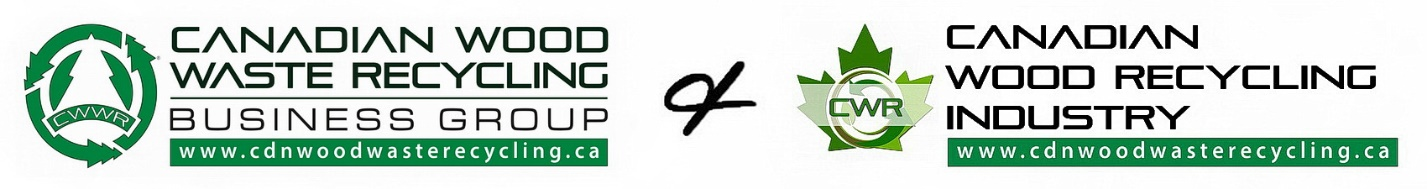 CWWR
CANADIAN WOOD
WASTE RECYCLING
BUSINESS GROUP
www.cdnwoodwasterecycling.ca
&
CWR
CANADIAN
WOOD RECYCLING
INDUSTRY
www.cdnwoodwasterecycling.ca